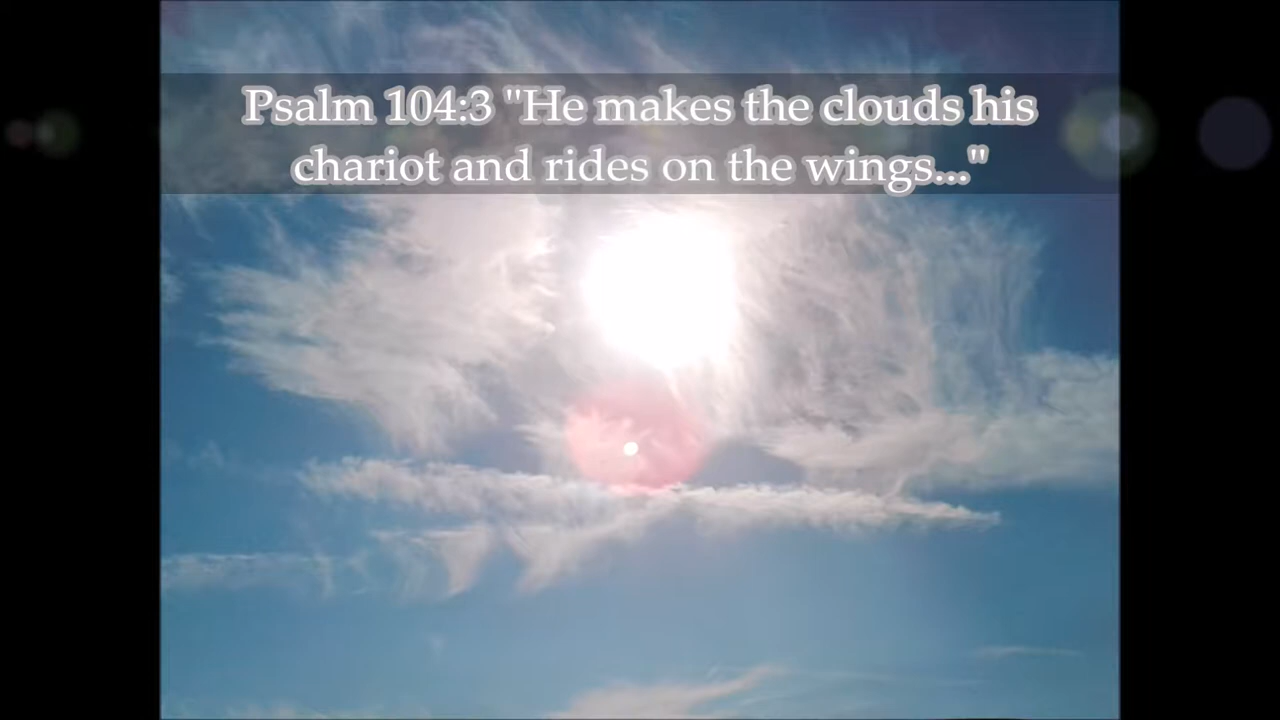 Psalm 104:3 "He makes the clouds his
chariot and rides on the wings..."